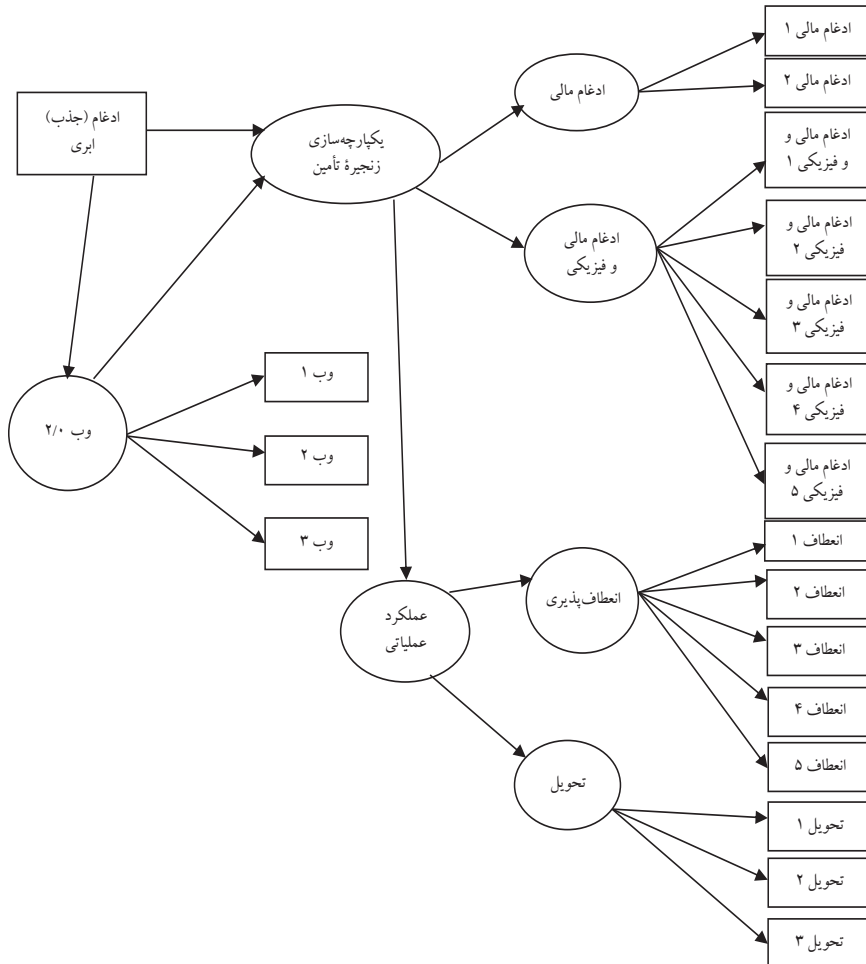 ادغام مالی ۱
ادغام مالی ۲
ادغام مالی
ادغام (جذب)
ابری
یکپارچه‌سازی
زنجیرۀ تأمین
ادغام مالی و
و فیزیکی ۱
ادغام مالی و
فیزیکی ۲
ادغام مالی
و فیزیکی
ادغام مالی و
فیزیکی ۳
ادغام مالی و
فیزیکی ۴
ادغام مالی و
فیزیکی ۵
وب ۲/۰
وب ۱
وب ۲
وب ۳
عملکرد
عملیاتی
انعطاف‌پذیری
انعطاف ۱
انعطاف ۲
انعطاف ۳
انعطاف ۴
انعطاف ۵
تحویل
تحویل ۱
تحویل ۲
تحویل ۳